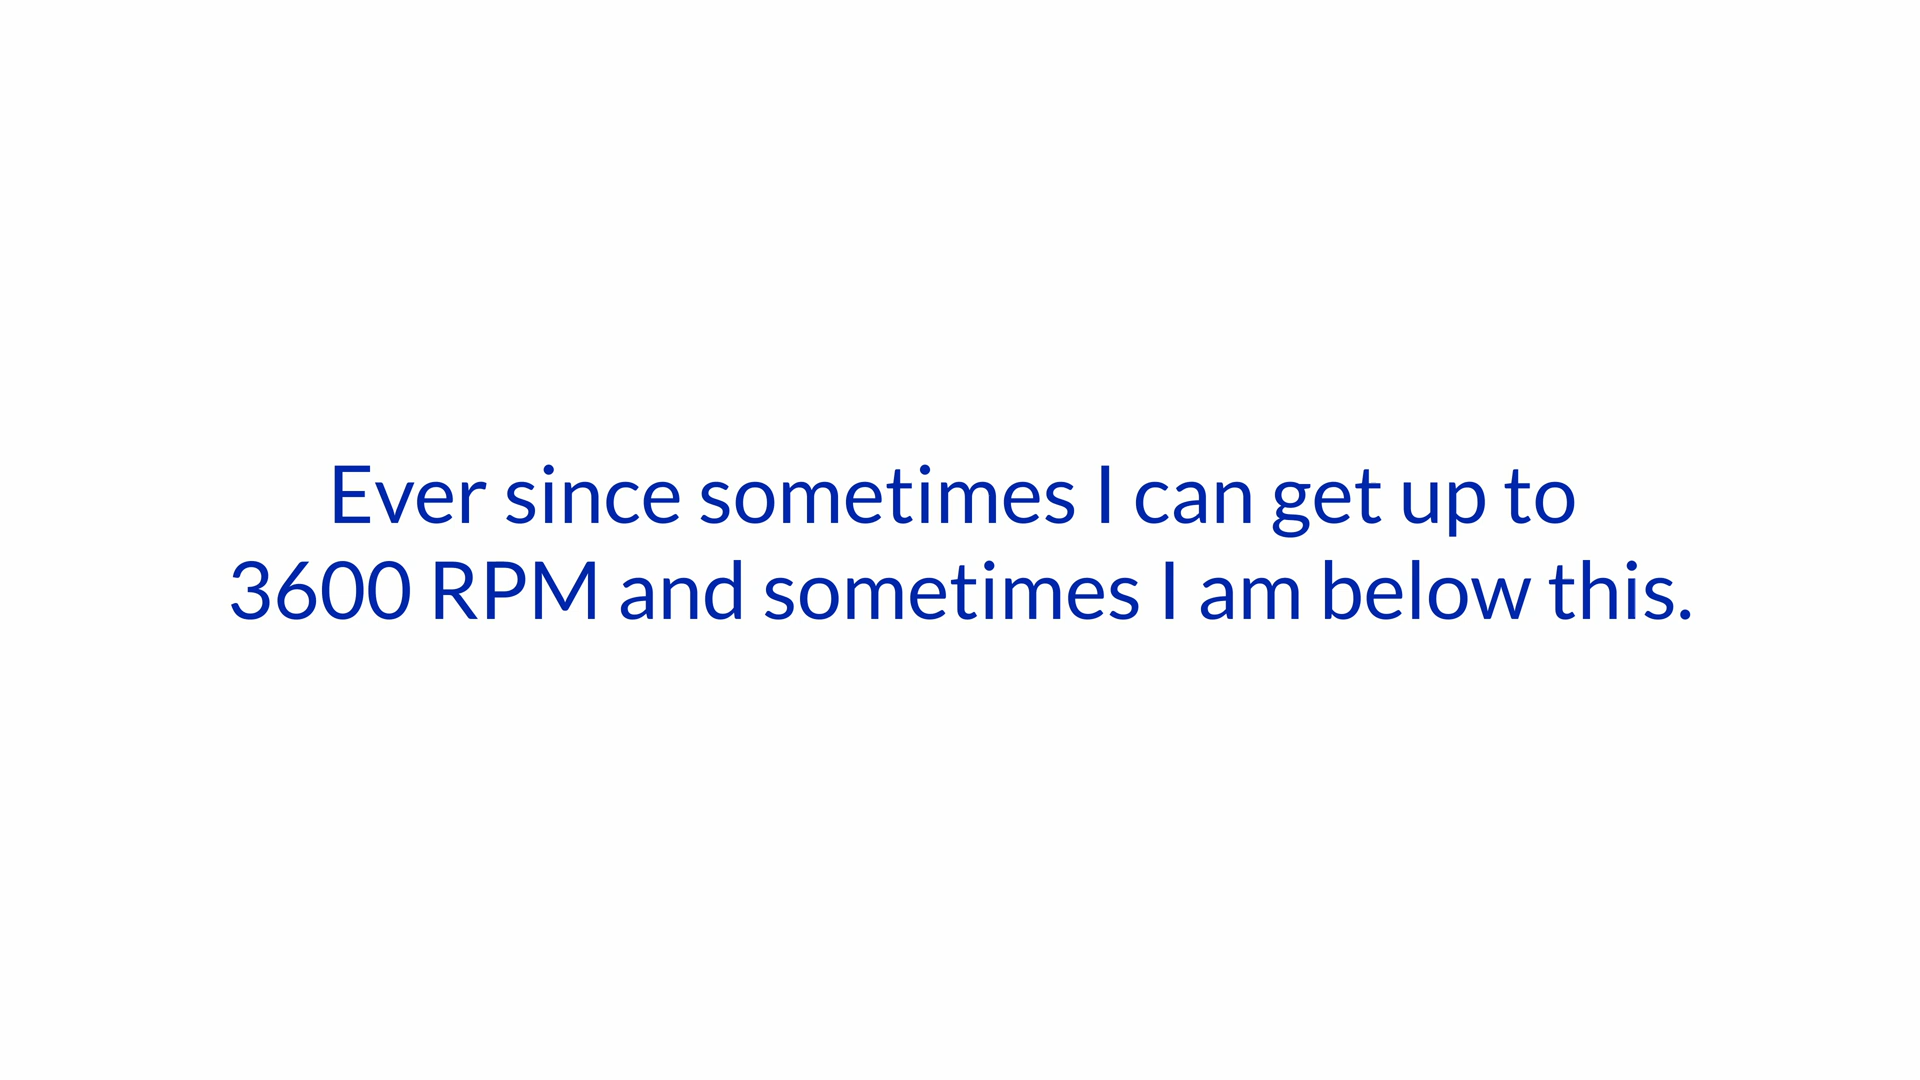 Ever since sometimes I can get up to
3600 RPM and sometimes I am below this.